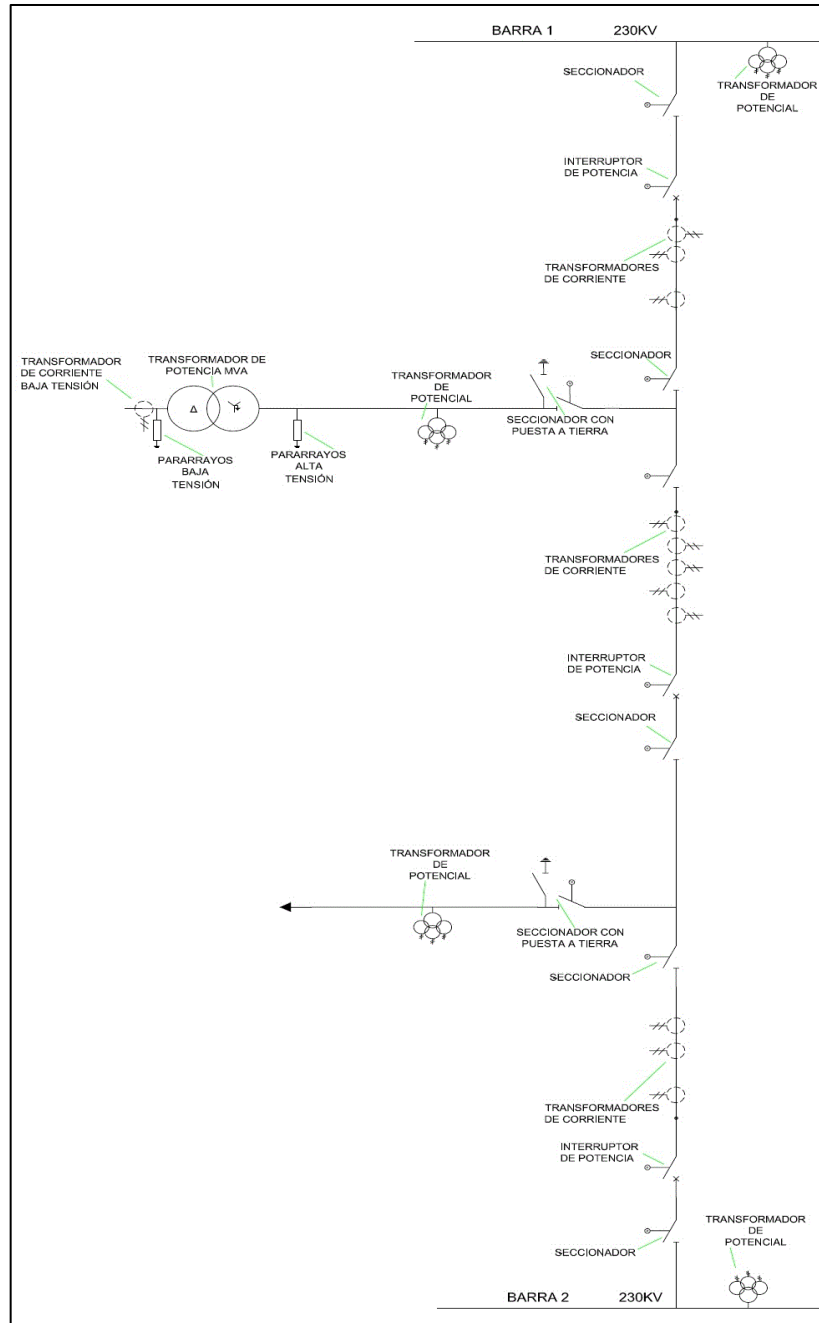 BARRA 1 230KV
SECCIONADOR
TRANSFORMADOR
DE
POTENCIAL
INTERRUPTOR
DE POTENCIA
TRANSFORMADORES
DE CORRIENTE
SECCIONADOR
TRANSFORMADOR
DE CORRIENTE
BAJA TENSIÓN
TRANSFORMADOR DE
POTENCIA MVA
TRANSFORMADOR
DE
POTENCIAL
SECCIONADOR CON
PUESTA A TIERRA
PARARRAYOS
BAJA
TENSIÓN
PARARRAYOS
ALTA
TENSIÓN
TRANSFORMADORES
DE CORRIENTE
INTERRUPTOR
DE POTENCIA
SECCIONADOR
TRANSFORMADOR
DE
POTENCIAL
SECCIONADOR CON
PUESTA A TIERRA
SECCIONADOR
TRANSFORMADORES
DE CORRIENTE
INTERRUPTOR
DE POTENCIA
TRANSFORMADOR
DE
POTENCIAL
SECCIONADOR
BARRA 2 230KV